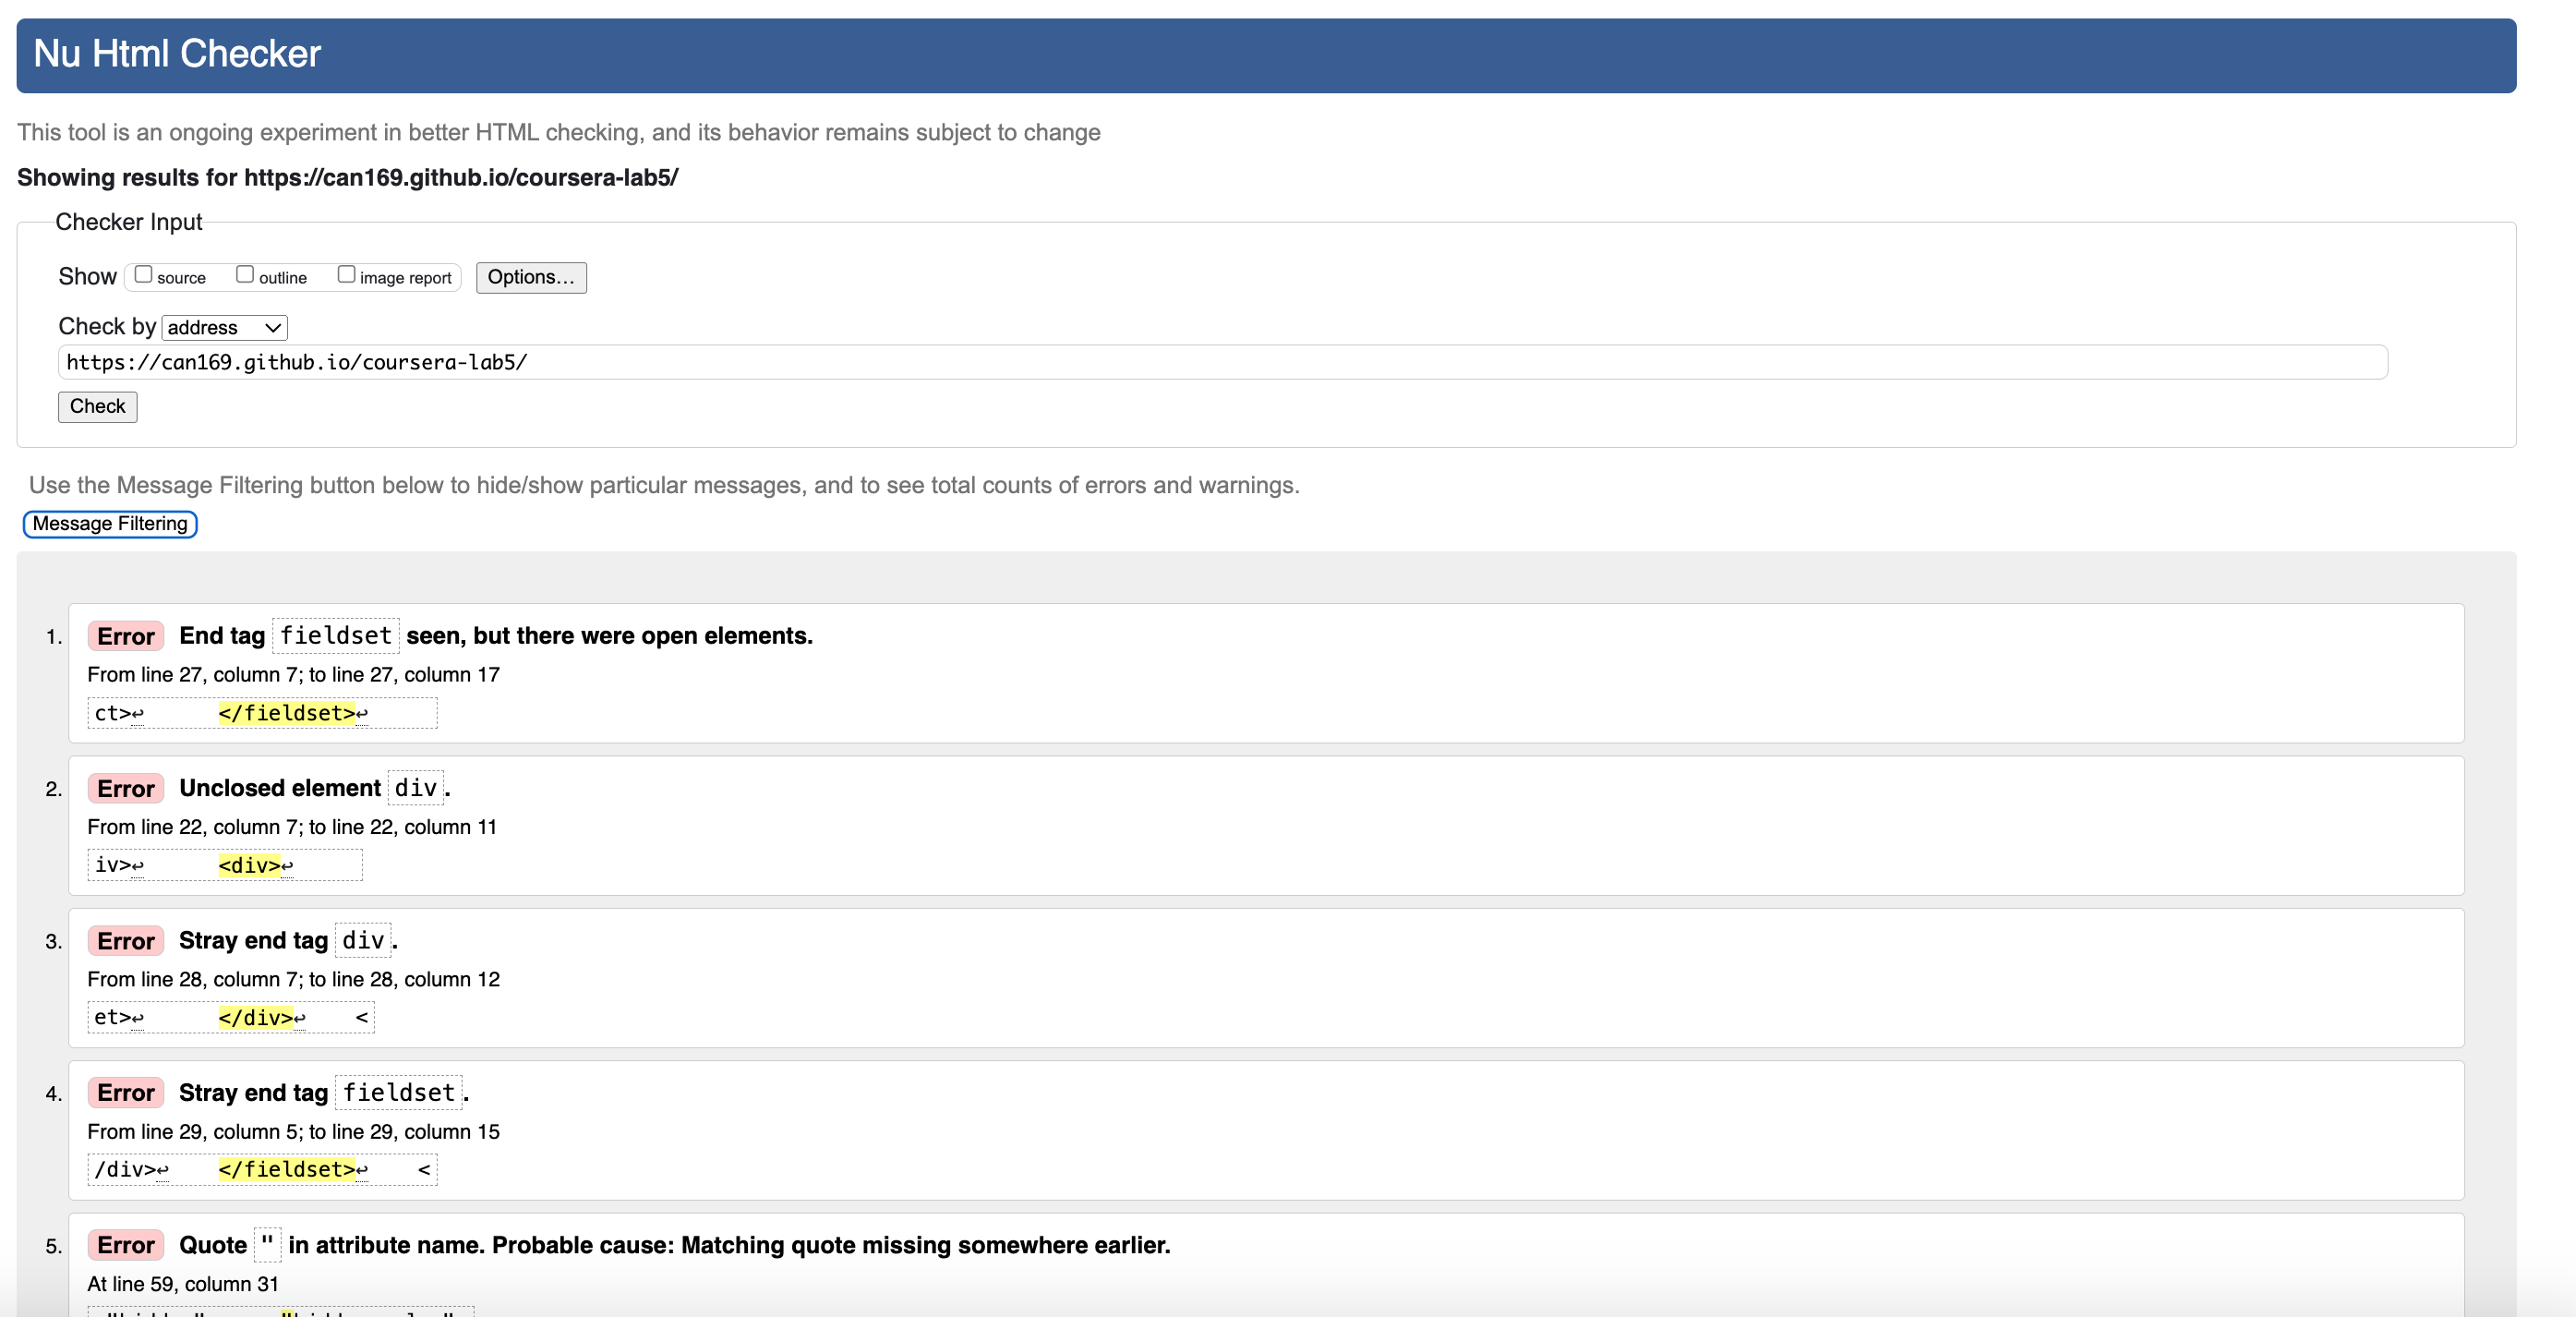 Nu Html Checker
This tool is an ongoing experiment in better HTML checking, and its behavior remains subject to change
Showing results for https://can169.github.io/coursera-lab5/
Checker Input
Show source outline image report Options...
Check by address
https://can169.github.io/coursera-lab5/
Check
Use the Message Filtering button below to hide/show particular messages, and to see total counts of errors and warnings.
Message Filtering
1. Error End tag fieldset seen, but there were open elements.
From line 27, column 7; to line 27, column 17
ct>↩ </fieldset>↩
2. Error Unclosed element div.
From line 22, column 7; to line 22, column 11
iv>↩ <div>↩
3. Error Stray end tag div.
From line 28, column 7; to line 28, column 12
et>↩ </div>↩ <
4. Error Stray end tag fieldset.
From line 29, column 5; to line 29, column 15
/div>↩ </fieldset>↩ <
5. Error Quote " in attribute name. Probable cause: Matching quote missing somewhere earlier.
At line 59, column 31